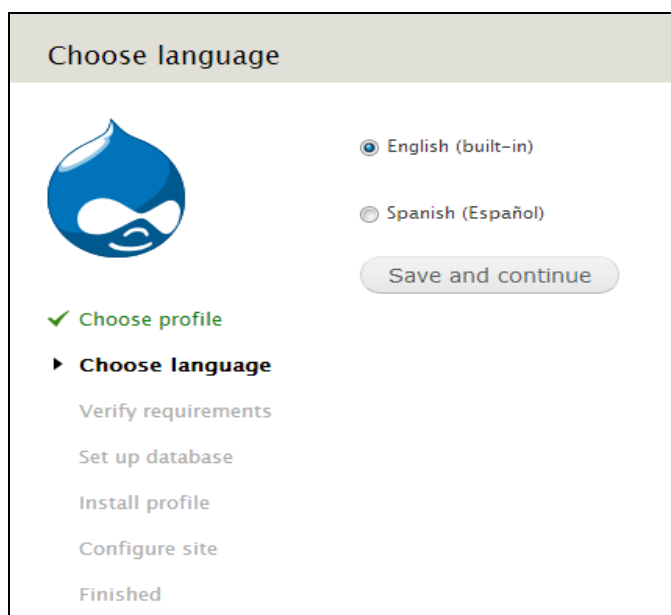 Choose language
English (built-in)
Spanish (Español)
Save and continue
Choose profile
Choose language
Verify requirements
Set up database
Install profile
Configure site
Finished